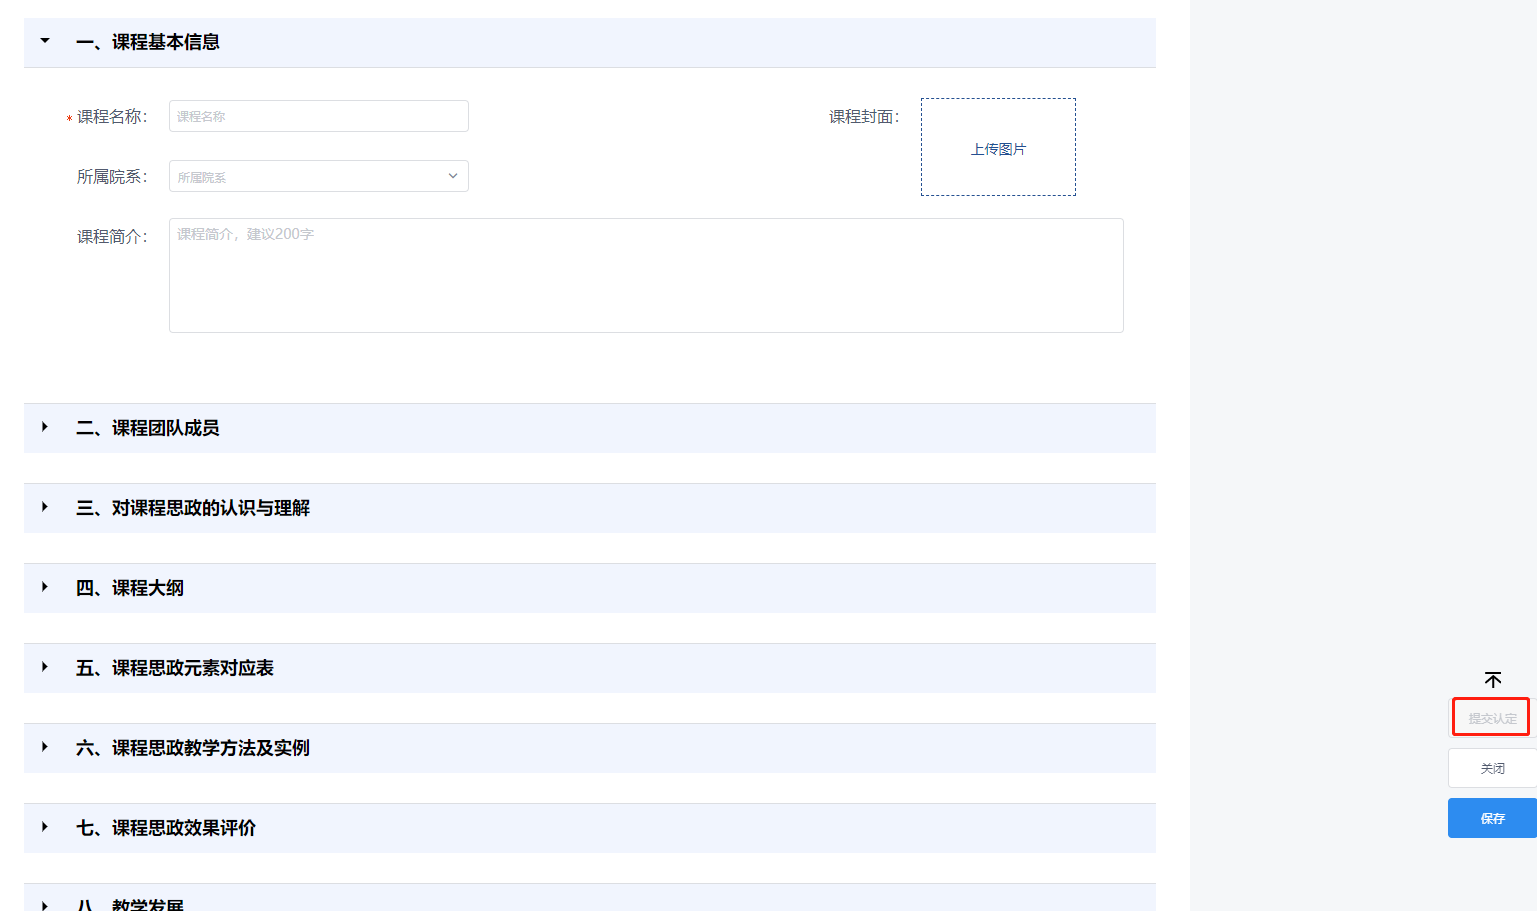 一、课程基本信息
* 课程名称：
课程名称
课程封面：
上传图片
所属院系：
所属院系
课程简介：
课程简介，建议200字
二、课程团队成员
三、对课程思政的认识与理解
四、课程大纲
五、课程思政元素对应表
六、课程思政教学方法及实例
七、课程思政效果评价
八、教学发展
提交认定
关闭
保存